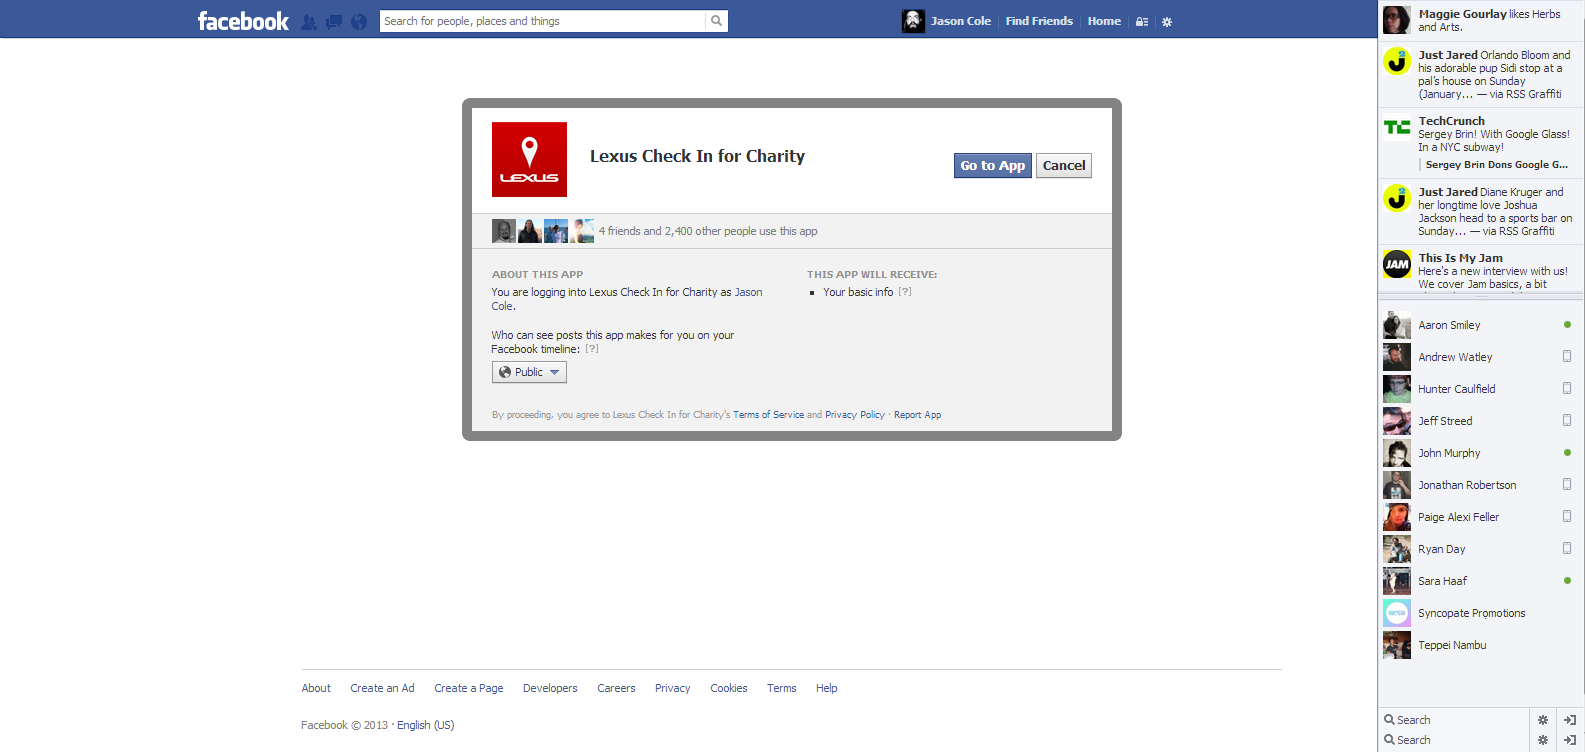 facebook
Search for people, places and things
Jason Cole
Find Friends
Home
LEXUS
Lexus Check In for Charity
Go to App
Cancel
4 friends and 2,400 other people use this app
ABOUT THIS APP
You are logging into Lexus Check In for Charity as Jason
Cole.
Who can see posts this app makes for you on your
Facebook timeline: [?]
Public
THIS APP WILL RECEIVE:
Your basic info [?]
By proceeding, you agree to Lexus Check In for Charity's Terms of Service and Privacy Policy · Report App
About
Create an Ad
Create a Page
Developers
Careers
Privacy
Cookies
Terms
Help
Facebook © 2013 · English (US)
Maggie Gourlay likes Herbs
and Arts.
J2
Just Jared Orlando Bloom and
his adorable pup Sidi stop at a
pal's house on Sunday
(January... — via RSS Graffiti
TC
TechCrunch
Sergey Brin! With Google Glass!
In a NYC subway!
Sergey Brin Dons Google G...
J2
Just Jared Diane Kruger and
her longtime love Joshua
Jackson head to a sports bar on
Sunday... — via RSS Graffiti
JAM
This Is My Jam
Here's a new interview with us!
We cover Jam basics, a bit
Aaron Smiley
Andrew Watley
Hunter Caulfield
Jeff Streed
John Murphy
Jonathan Robertson
Paige Alexi Feller
Ryan Day
Sara Haaf
Syncopate Promotions
Teppei Nambu
Search
Search